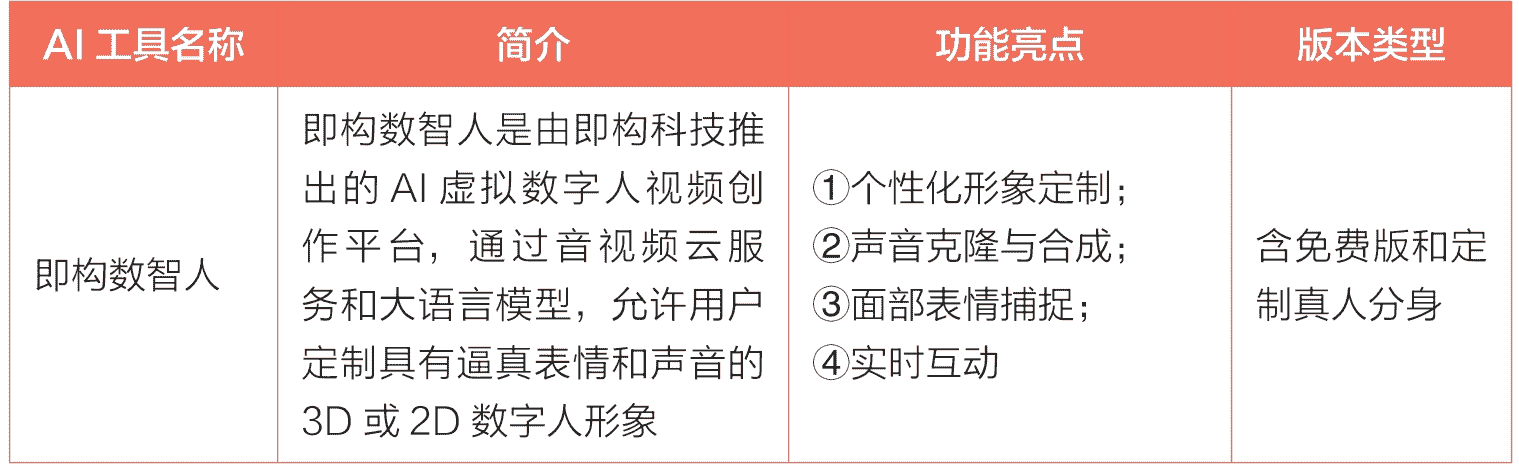 AI 工具名称
简介
功能亮点
版本类型
即构数智人
即构数智人是由即构科技推
出的 AI 虚拟数字人视频创
作平台，通过音视频云服
务和大语言模型，允许用户
定制具有逼真表情和声音的
3D 或 2D 数字人形象
①个性化形象定制；
②声音克隆与合成；
③面部表情捕捉；
④实时互动
含免费版和定
制真人分身